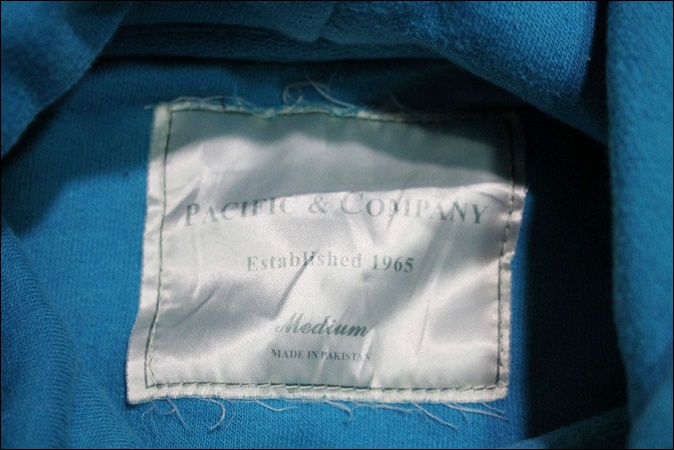 PACIFIC & COMPANY
Established 1965
Medium
MADE IN PAKISTAN